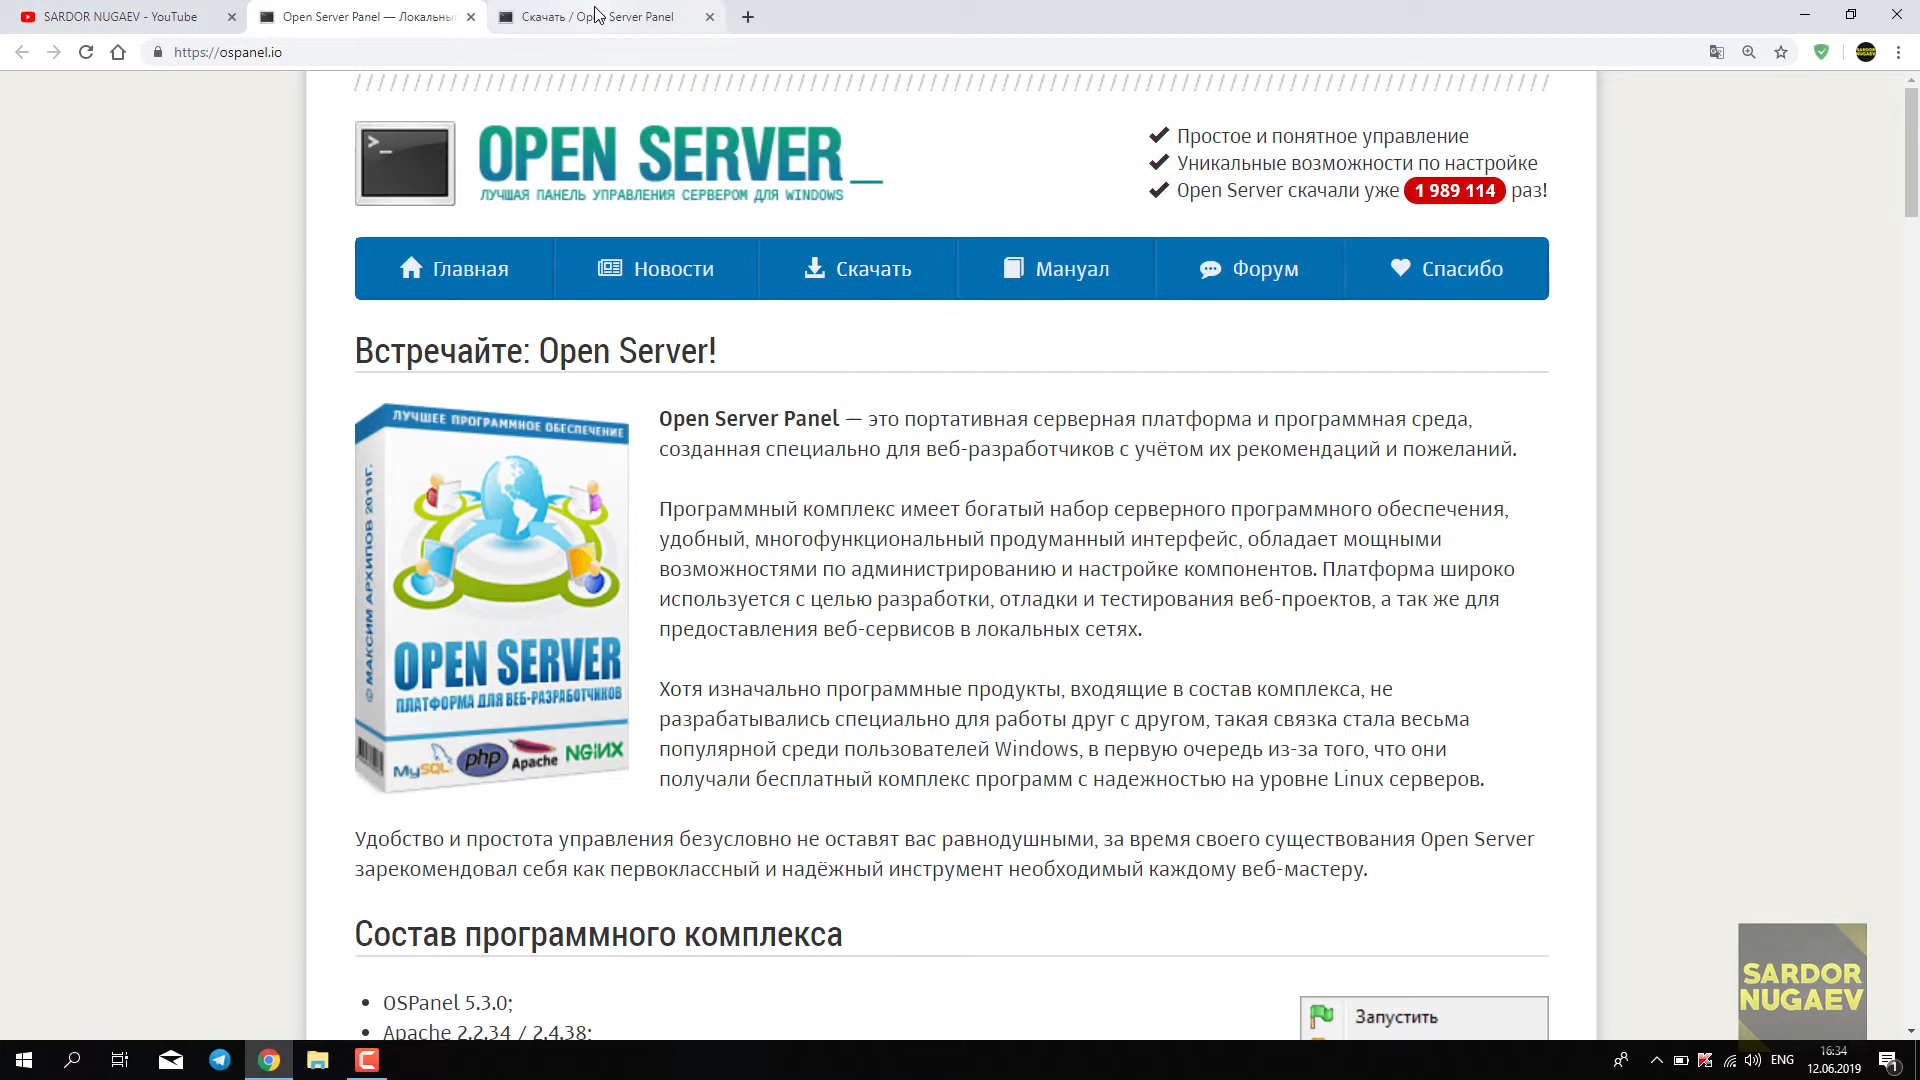 SARDOR NUGAEV - YouTube
Open Server Panel — Локальны
Скачать / Open Server Panel
https://ospanel.io
OPEN SERVER_
ЛУЧШАЯ ПАНЕЛЬ УПРАВЛЕНИЯ СЕРВЕРОМ ДЛЯ WINDOWS
Простое и понятное управление
Уникальные возможности по настройке
Open Server скачали уже 1 989 114 раз!
Главная
Новости
Скачать
Мануал
Форум
Спасибо
Встречайте: Open Server!
ЛУЧШЕЕ ПРОГРАММНОЕ ОБЕСПЕЧЕНИЕ
© МАКСИМ АРХИПОВ 2010г.
OPEN SERVER
ПЛАТФОРМА ДЛЯ ВЕБ-РАЗРАБОТЧИКОВ
MySQL php Apache NGINX
Open Server Panel — это портативная серверная платформа и программная среда,
созданная специально для веб-разработчиков с учётом их рекомендаций и пожеланий.
Программный комплекс имеет богатый набор серверного программного обеспечения,
удобный, многофункциональный продуманный интерфейс, обладает мощными
возможностями по администрированию и настройке компонентов. Платформа широко
используется с целью разработки, отладки и тестирования веб-проектов, а так же для
предоставления веб-сервисов в локальных сетях.
Хотя изначально программные продукты, входящие в состав комплекса, не
разрабатывались специально для работы друг с другом, такая связка стала весьма
популярной среди пользователей Windows, в первую очередь из-за того, что они
получали бесплатный комплекс программ с надежностью на уровне Linux серверов.
Удобство и простота управления безусловно не оставят вас равнодушными, за время своего существования Open Server
зарекомендовал себя как первоклассный и надёжный инструмент необходимый каждому веб-мастеру.
Состав программного комплекса
OSPanel 5.3.0;
Apache 2.2.34 / 2.4.38;
Запустить
SARDOR
NUGAEV
ENG
16:34
12.06.2019
1